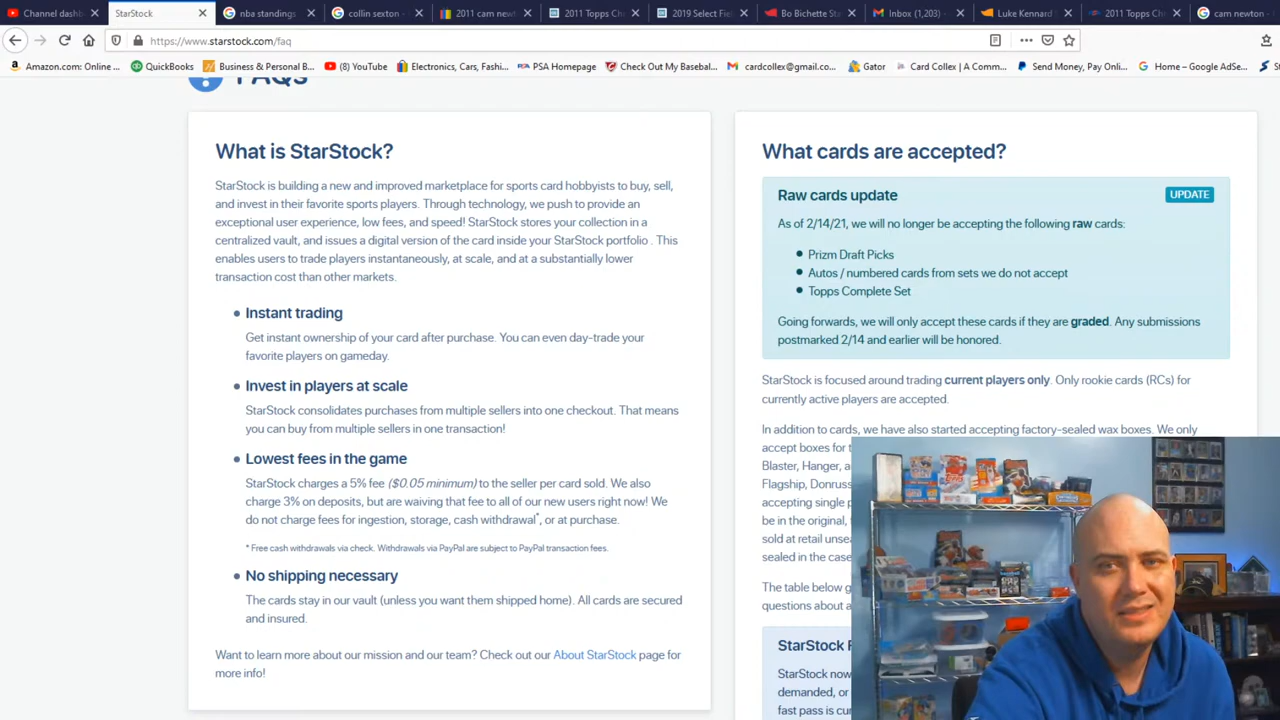 Channel dashb
StarStock
nba standings
collin sexton -
2011 cam newt
2011 Topps Ch
2019 Select Fie
Bo Bichette St
Inbox (1,203) -
Luke Kennard
2011 Topps Ch
cam newton -
https://www.starstock.com/faq
Amazon.com: Online ...
QuickBooks
Business & Personal B...
(8) YouTube
Electronics, Cars, Fashi...
PSA Homepage
Check Out My Basebal...
cardcollex@gmail.co...
Gator
Card Collex | A Comm...
Send Money, Pay Onli...
Home – Google AdSe...
St
FAQs
What is StarStock?
StarStock is building a new and improved marketplace for sports card hobbyists to buy, sell,
and invest in their favorite sports players. Through technology, we push to provide an
exceptional user experience, low fees, and speed! StarStock stores your collection in a
centralized vault, and issues a digital version of the card inside your StarStock portfolio . This
enables users to trade players instantaneously, at scale, and at a substantially lower
transaction cost than other markets.
Instant trading
Get instant ownership of your card after purchase. You can even day-trade your
favorite players on gameday.
Invest in players at scale
StarStock consolidates purchases from multiple sellers into one checkout. That means
you can buy from multiple sellers in one transaction!
Lowest fees in the game
StarStock charges a 5% fee ($0.05 minimum) to the seller per card sold. We also
charge 3% on deposits, but are waiving that fee to all of our new users right now! We
do not charge fees for ingestion, storage, cash withdrawal*, or at purchase.
* Free cash withdrawals via check. Withdrawals via PayPal are subject to PayPal transaction fees.
No shipping necessary
The cards stay in our vault (unless you want them shipped home). All cards are secured
and insured.
Want to learn more about our mission and our team? Check out our About StarStock page for
more info!
What cards are accepted?
Raw cards update
UPDATE
As of 2/14/21, we will no longer be accepting the following raw cards:
Prizm Draft Picks
Autos / numbered cards from sets we do not accept
Topps Complete Set
Going forwards, we will only accept these cards if they are graded. Any submissions
postmarked 2/14 and earlier will be honored.
StarStock is focused around trading current players only. Only rookie cards (RCs) for
currently active players are accepted.
In addition to cards, we have also started accepting factory-sealed wax boxes. We only
accept boxes for t
Blaster, Hanger, a
Flagship, Donruss
accepting single p
be in the original,
sold at retail unsea
sealed in the case
The table below g
questions about a
StarStock F
StarStock now
demanded, or
fast pass is cur